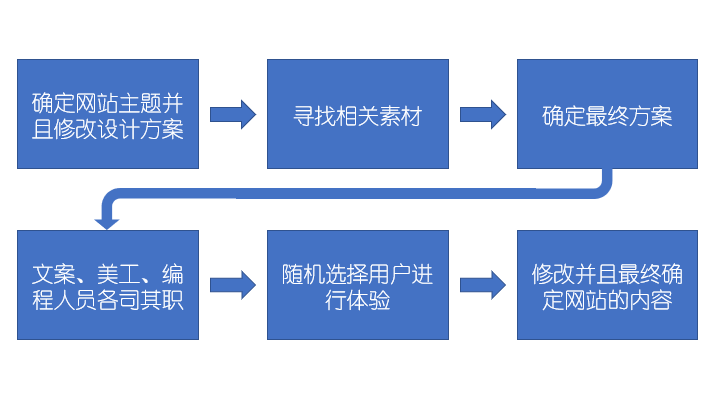 确定网站主题并
且修改设计方案
寻找相关素材
确定最终方案
文案、美工、编
程人员各司其职
随机选择用户进
行体验
修改并且最终确
定网站的内容